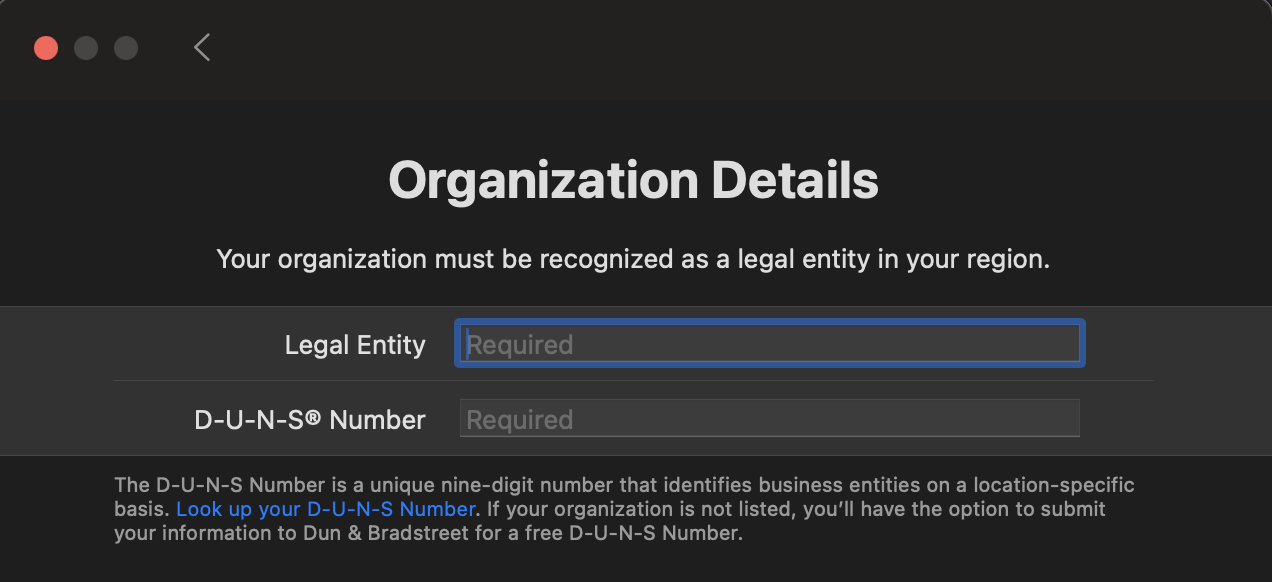 Organization Details
Your organization must be recognized as a legal entity in your region.
Legal Entity Required
D-U-N-S® Number Required
The D-U-N-S Number is a unique nine-digit number that identifies business entities on a location-specific
basis. Look up your D-U-N-S Number. If your organization is not listed, you’ll have the option to submit
your information to Dun & Bradstreet for a free D-U-N-S Number.